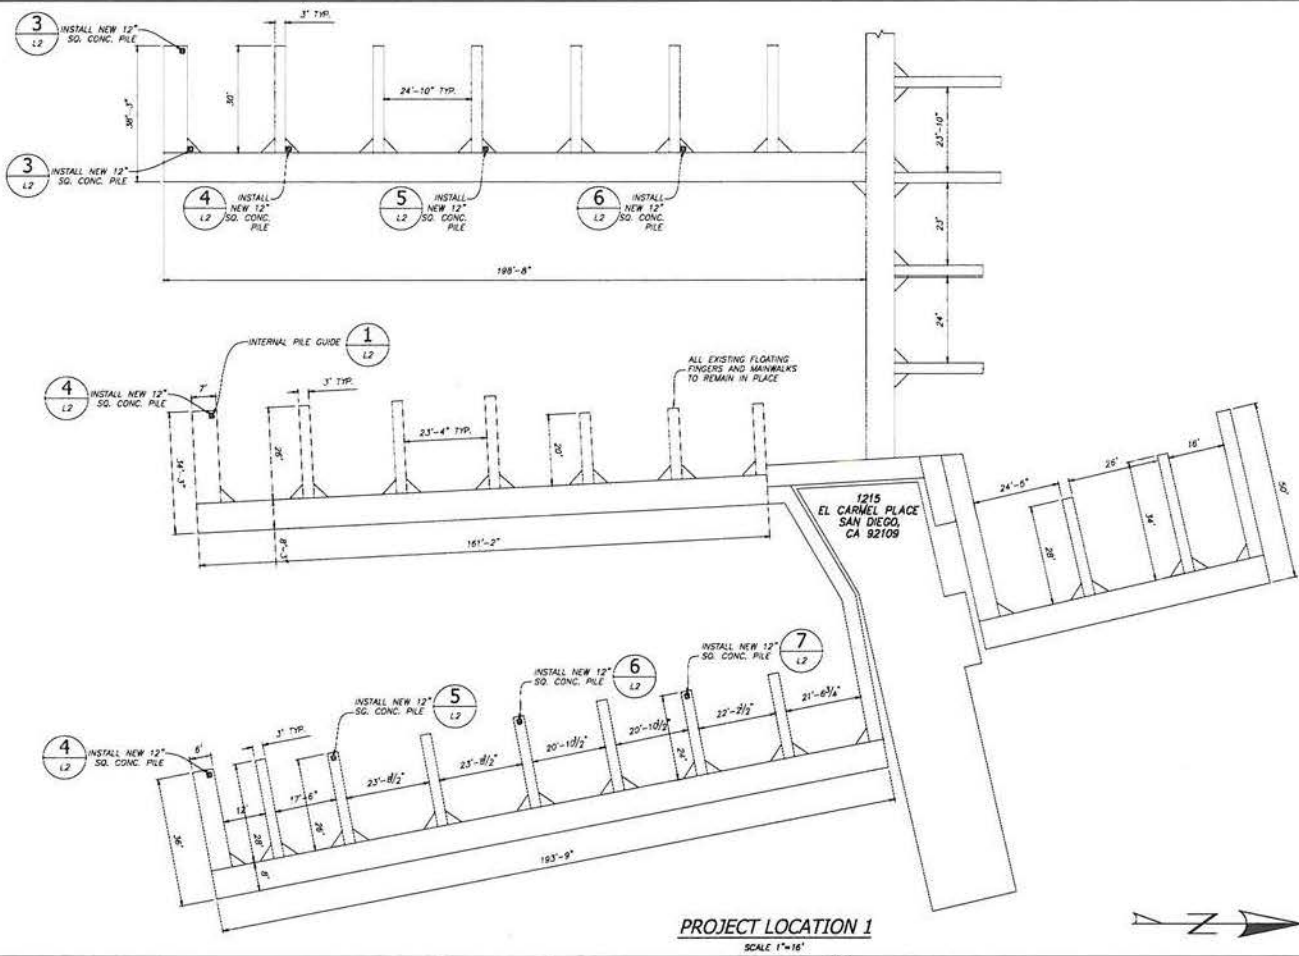 3
L2
INSTALL NEW 12"
SQ. CONC. PILE
3' TYP.
38'-3"
30'
24'-10" TYP.
23'-10"
3
L2
INSTALL NEW 12"
SQ. CONC. PILE
4
L2
INSTALL
NEW 12"
SQ. CONC.
PILE
5
L2
INSTALL
NEW 12"
SQ. CONC.
PILE
6
L2
INSTALL
NEW 12"
SQ. CONC.
PILE
23'
198'-8"
24'
INTERNAL PILE GUIDE
1
L2
ALL EXISTING FLOATING
FINGERS AND MAINWALKS
TO REMAIN IN PLACE
4
L2
INSTALL NEW 12"
SQ. CONC. PILE
7'
3' TYP.
34'-3"
26'
23'-4" TYP.
20'
8'-3"
161'-2"
1215
EL CARMEL PLACE
SAN DIEGO,
CA 92109
24'-5"
26'
16'
28'
34'
50'
INSTALL NEW 12"
SQ. CONC. PILE
7
L2
INSTALL NEW 12"
SQ. CONC. PILE
6
L2
INSTALL NEW 12"
SQ. CONC. PILE
5
L2
4
L2
INSTALL NEW 12"
SQ. CONC. PILE
6'
3' TYP.
36'
12'
28'
8'
17'-6"
26'
23'-8½"
23'-8½"
20'-10½"
20'-10½"
24'
22'-2½"
21'-6¾"
193'-9"
PROJECT LOCATION 1
SCALE 1"=16'
N